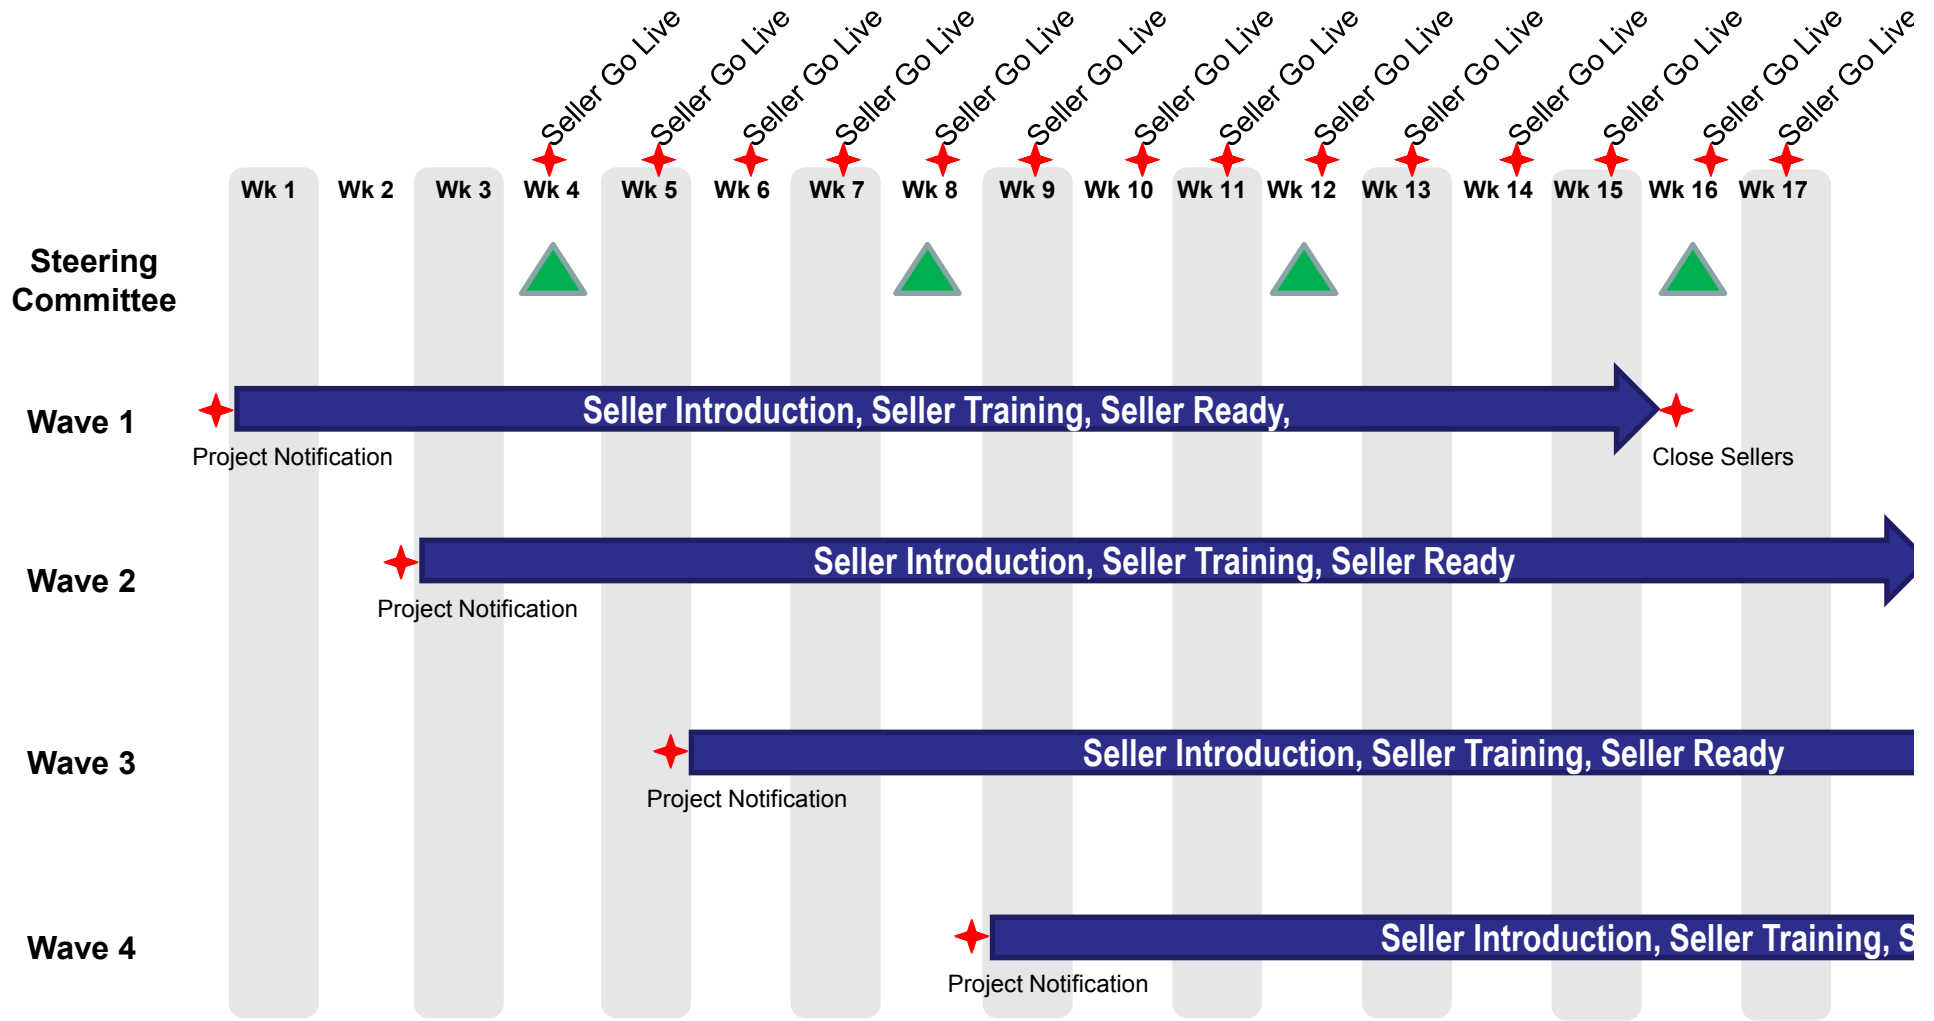 Seller Go Live
Seller Go Live
Seller Go Live
Seller Go Live
Seller Go Live
Seller Go Live
Seller Go Live
Seller Go Live
Seller Go Live
Seller Go Live
Seller Go Live
Seller Go Live
Seller Go Live
Seller Go Live
Wk 1 Wk 2 Wk 3 Wk 4 Wk 5 Wk 6 Wk 7 Wk 8 Wk 9 Wk 10 Wk 11 Wk 12 Wk 13 Wk 14 Wk 15 Wk 16 Wk 17
Steering
Committee
Wave 1
Seller Introduction, Seller Training, Seller Ready,
Project Notification
Close Sellers
Wave 2
Seller Introduction, Seller Training, Seller Ready
Project Notification
Wave 3
Seller Introduction, Seller Training, Seller Ready
Project Notification
Wave 4
Seller Introduction, Seller Training, S
Project Notification